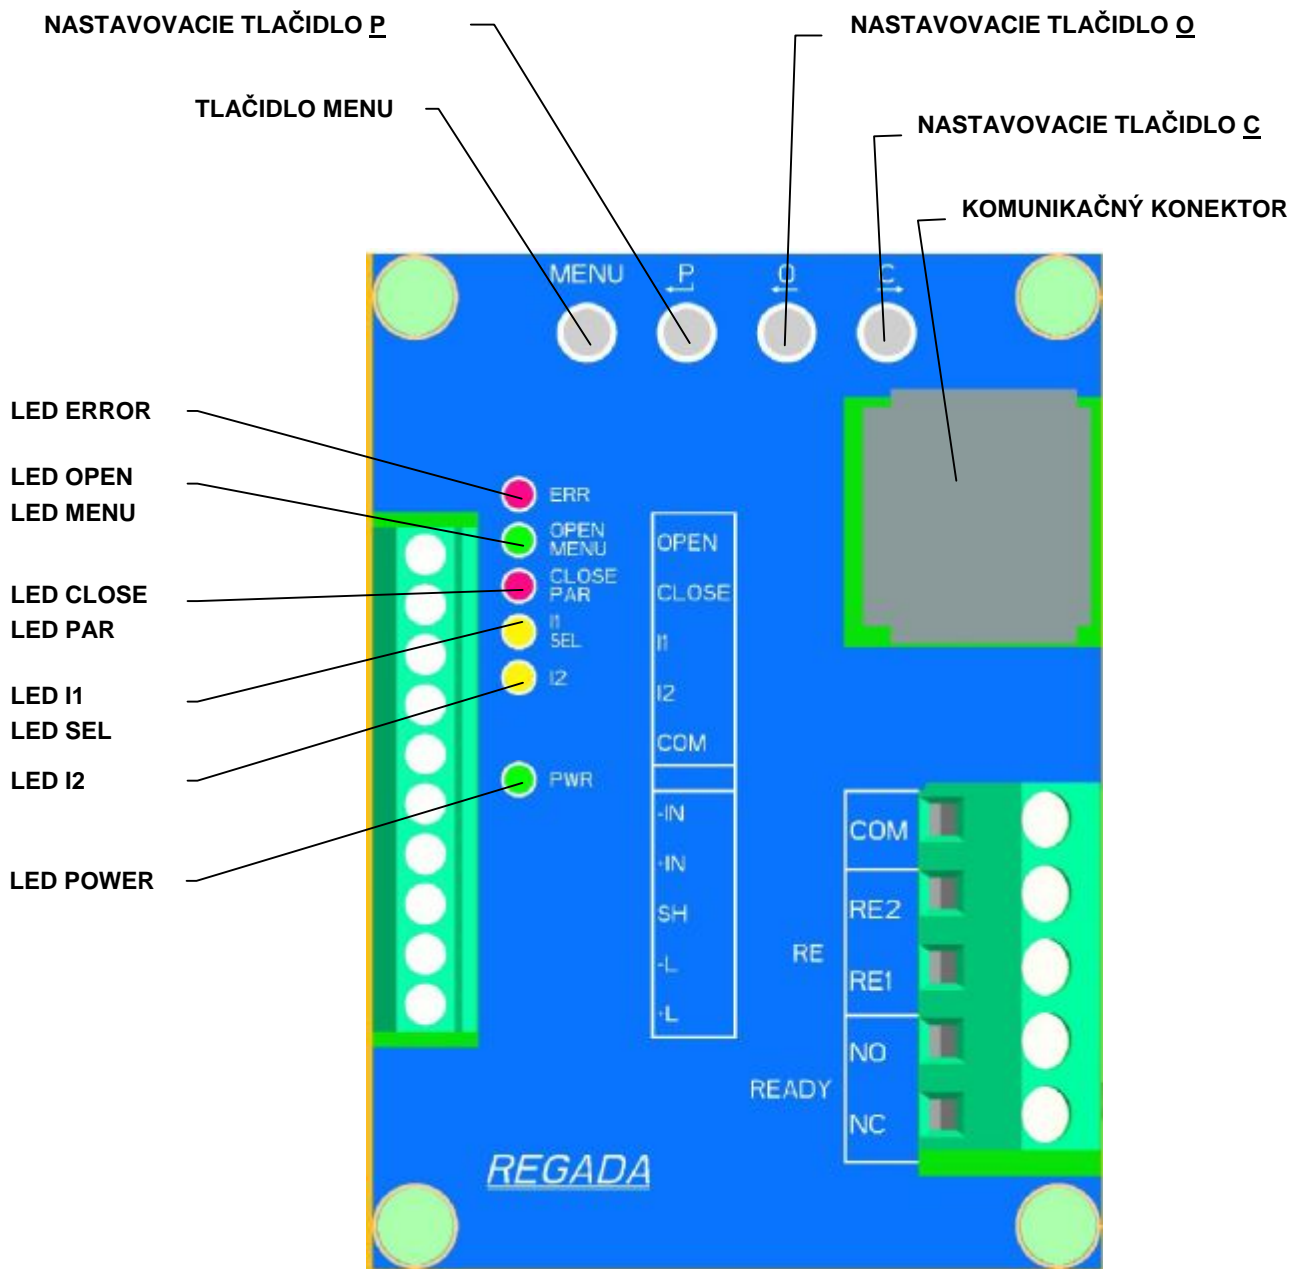 NASTAVOVACIE TLAČIDLO P
NASTAVOVACIE TLAČIDLO O
TLAČIDLO MENU
NASTAVOVACIE TLAČIDLO C
KOMUNIKAČNÝ KONEKTOR
MENU P O C
LED ERROR
LED OPEN
LED MENU
LED CLOSE
LED PAR
LED I1
LED SEL
LED I2
LED POWER
ERR
OPEN
MENU
CLOSE
PAR
I1
SEL
I2
PWR
OPEN
CLOSE
I1
I2
COM
-IN
+IN
SH
-L
+L
COM
RE2
RE
RE1
NO
READY
NC
REGADA